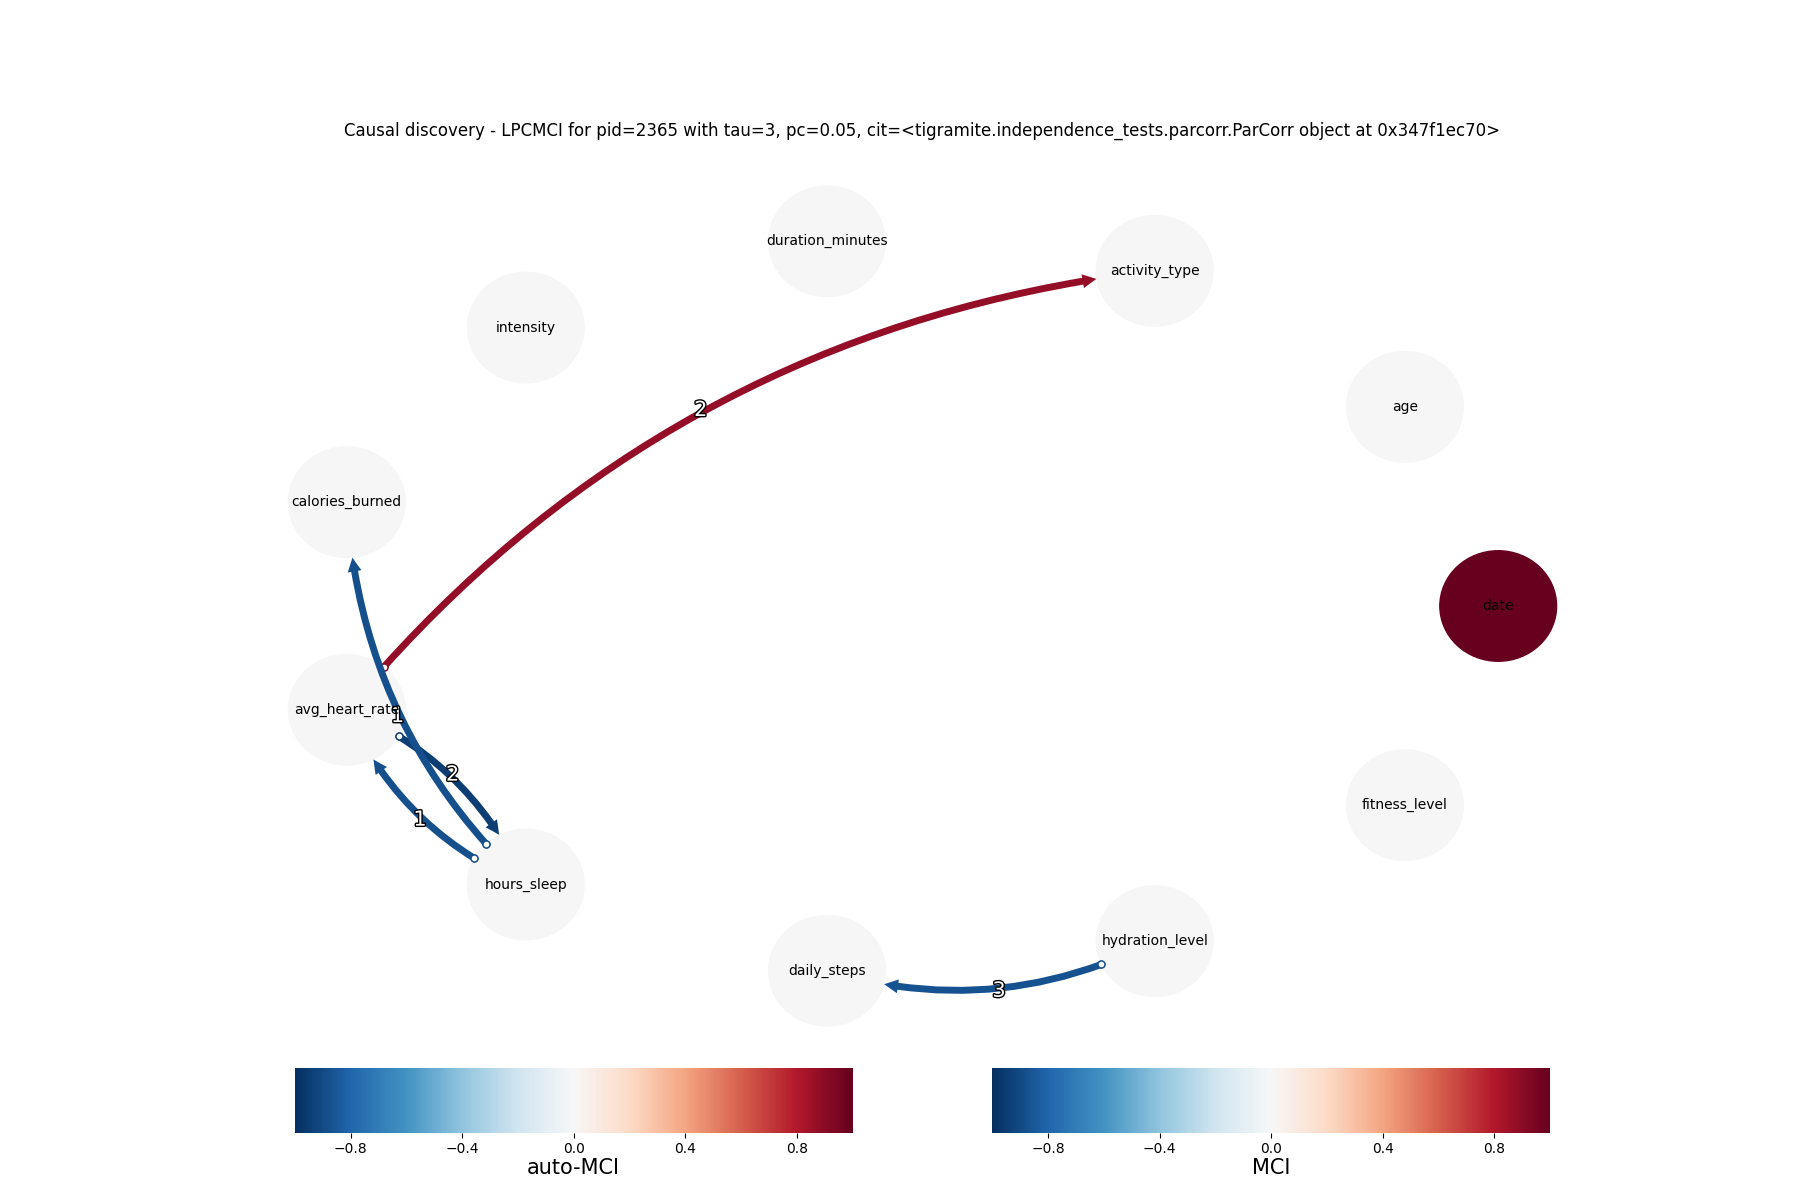 Causal discovery - LPCMCI for pid=2365 with tau=3, pc=0.05, cit=<tigramite.independence_tests.parcorr.ParCorr object at 0x347f1ec70>
duration_minutes
activity_type
intensity
age
2
calories_burned
date
avg_heart_rate
1
2
1
fitness_level
hours_sleep
hydration_level
daily_steps
3
−0.8 −0.4 0.0 0.4 0.8
auto-MCI
−0.8 −0.4 0.0 0.4 0.8
MCI